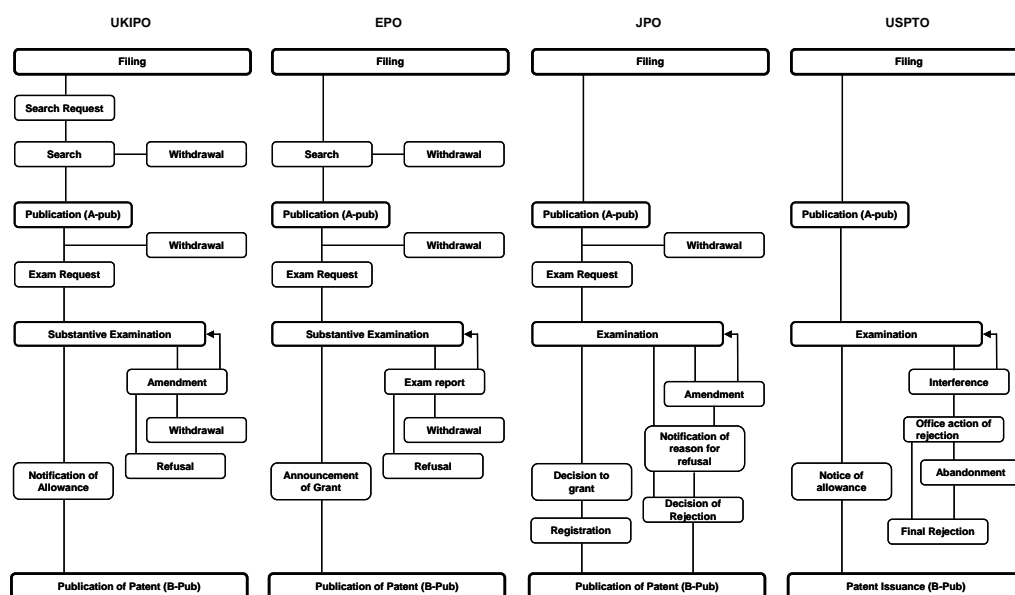 UKIPO
Filing
Search Request
Search
Withdrawal
Publication (A-pub)
Withdrawal
Exam Request
Substantive Examination
Amendment
Withdrawal
Refusal
Notification of
Allowance
Publication of Patent (B-Pub)
EPO
Filing
Search
Withdrawal
Publication (A-pub)
Withdrawal
Exam Request
Substantive Examination
Exam report
Withdrawal
Refusal
Announcement
of Grant
Publication of Patent (B-Pub)
JPO
Filing
Publication (A-pub)
Withdrawal
Exam Request
Examination
Amendment
Notification of
reason for
refusal
Decision to
grant
Decision of
Rejection
Registration
Publication of Patent (B-Pub)
USPTO
Filing
Publication (A-pub)
Examination
Interference
Office action of
rejection
Abandonment
Notice of
allowance
Final Rejection
Patent Issuance (B-Pub)